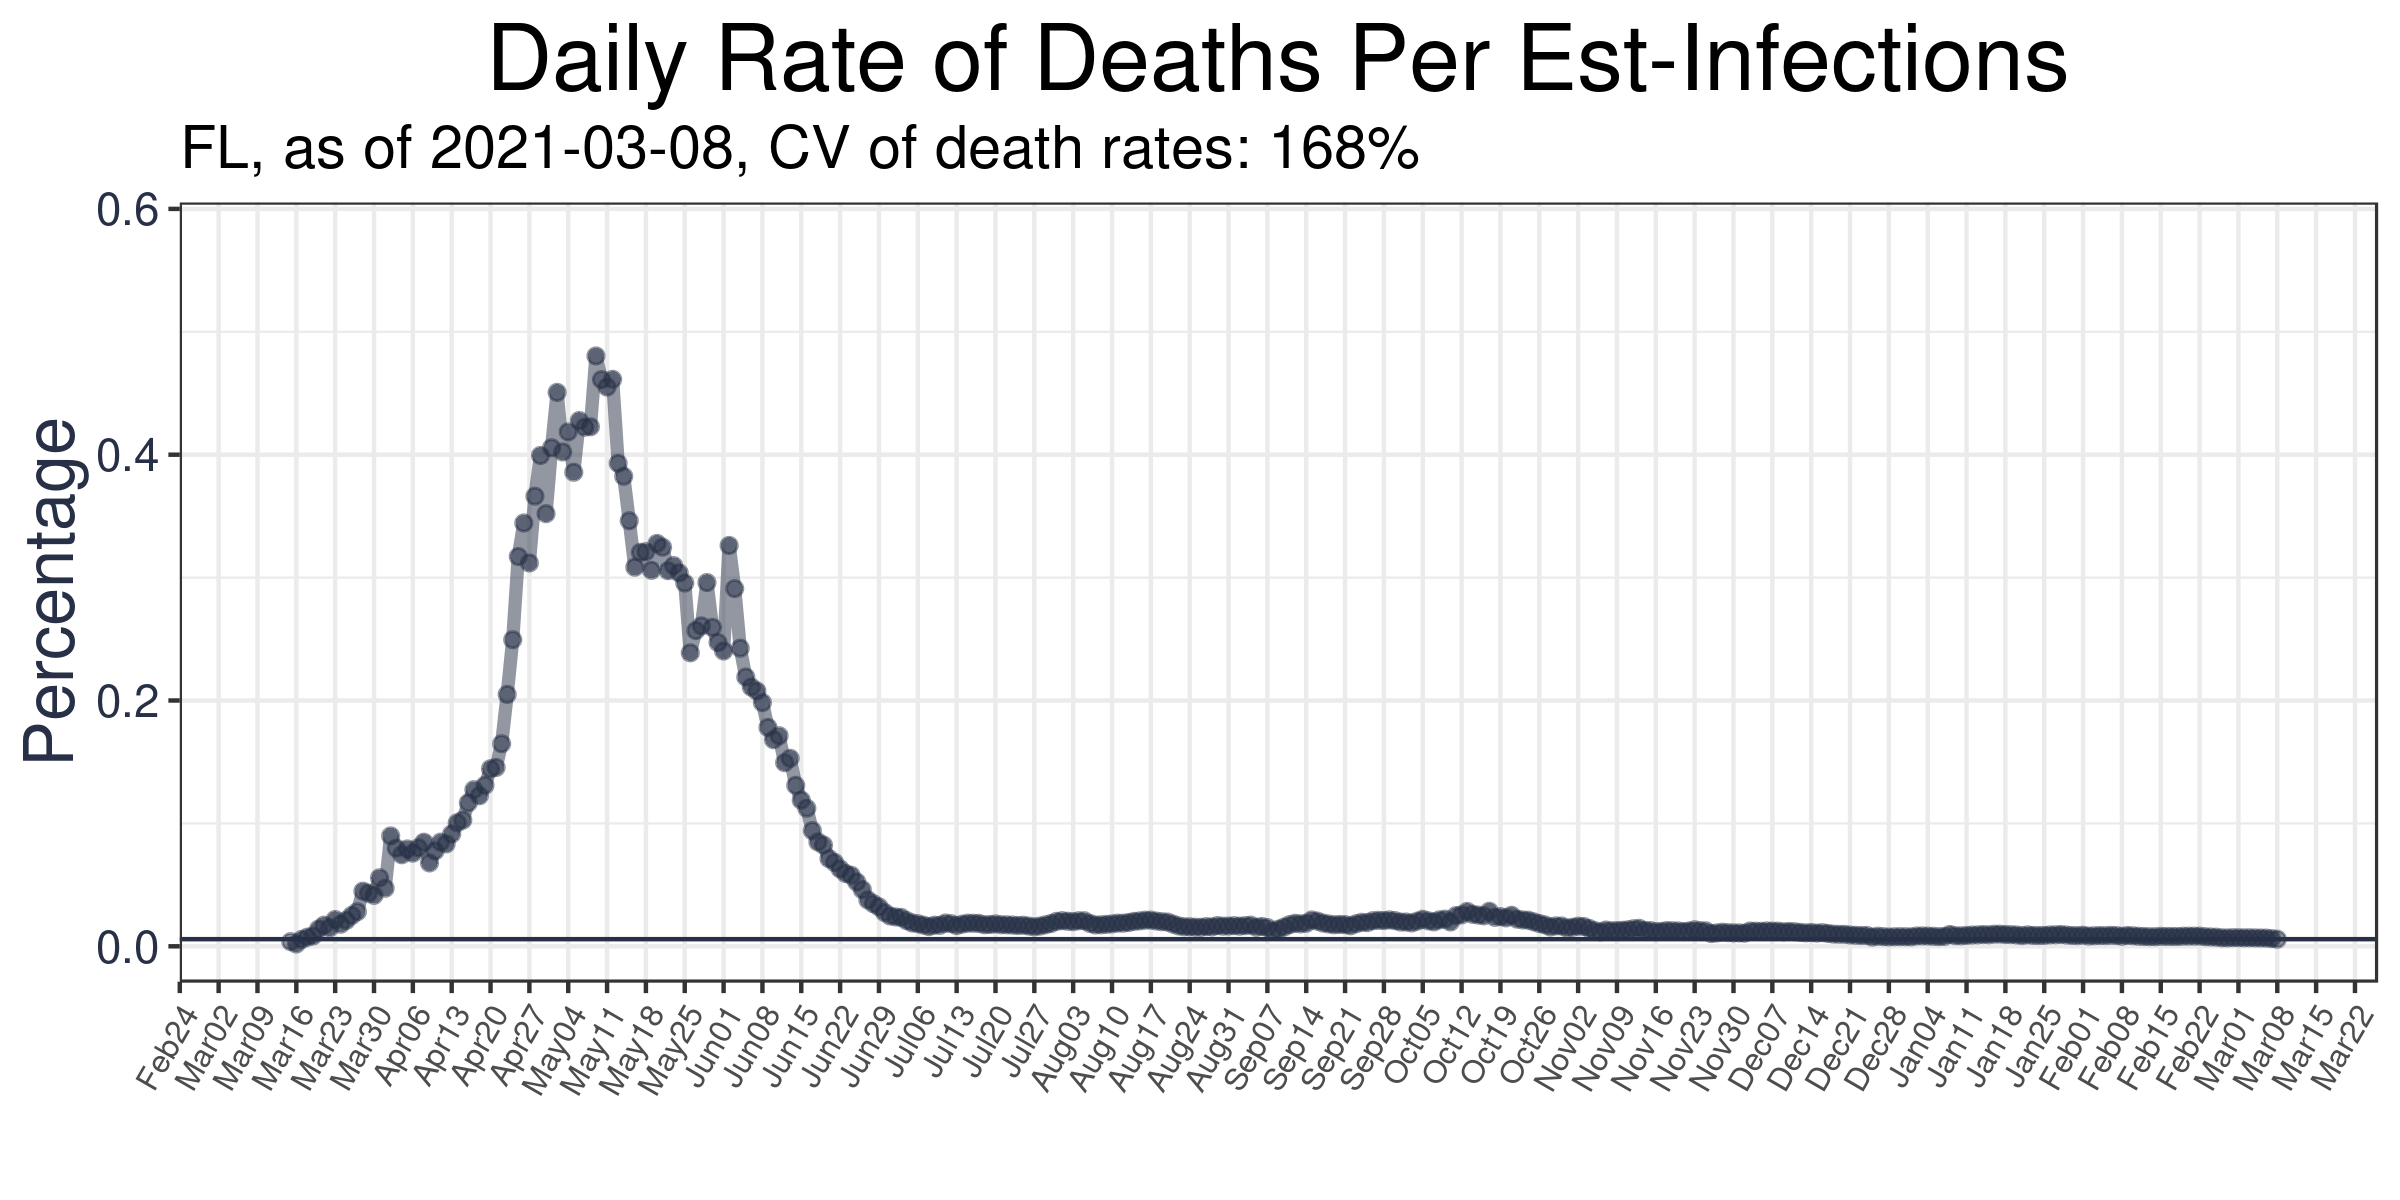 Daily Rate of Deaths Per Est-Infections
FL, as of 2021-03-08, CV of death rates: 168%
Percentage
0.6
0.4
0.2
0.0
Feb24
Mar02
Mar09
Mar16
Mar23
Mar30
Apr06
Apr13
Apr20
Apr27
May04
May11
May18
May25
Jun01
Jun08
Jun15
Jun22
Jun29
Jul06
Jul13
Jul20
Jul27
Aug03
Aug10
Aug17
Aug24
Aug31
Sep07
Sep14
Sep21
Sep28
Oct05
Oct12
Oct19
Oct26
Nov02
Nov09
Nov16
Nov23
Nov30
Dec07
Dec14
Dec21
Dec28
Jan04
Jan11
Jan18
Jan25
Feb01
Feb08
Feb15
Feb22
Mar01
Mar08
Mar15
Mar22